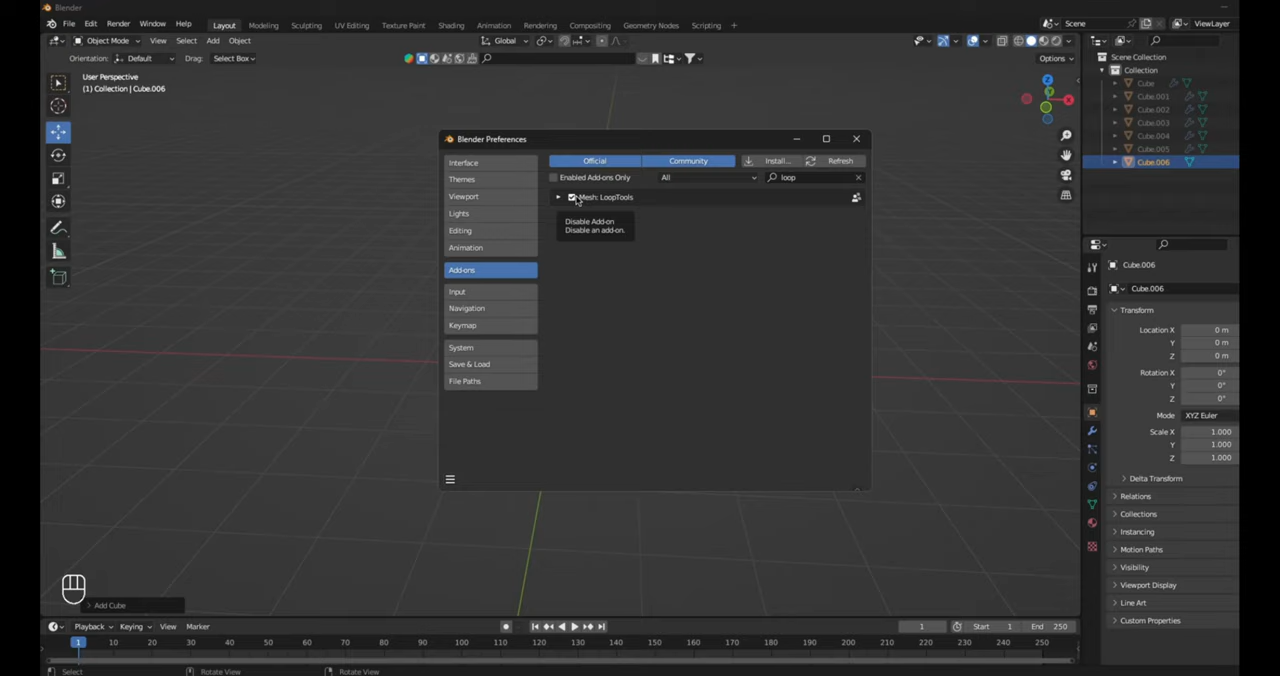 Blender
File Edit Render Window Help
Layout Modeling Sculpting UV Editing Texture Paint Shading Animation Rendering Compositing Geometry Nodes Scripting +
Scene
ViewLayer
Object Mode View Select Add Object
Global
Orientation: Default Drag: Select Box
Options
User Perspective
(1) Collection | Cube.006
X
Y
Z
Scene Collection
Collection
Cube
Cube.001
Cube.002
Cube.003
Cube.004
Cube.005
Cube.006
Blender Preferences
Interface
Themes
Viewport
Lights
Editing
Animation
Add-ons
Input
Navigation
Keymap
System
Save & Load
File Paths
Official Community Install... Refresh
Enabled Add-ons Only All loop
Mesh: LoopTools
Disable Add-on
Disable an add-on.
Cube.006
Cube.006
Transform
Location X 0 m
Y 0 m
Z 0 m
Rotation X 0°
Y 0°
Z 0°
Mode XYZ Euler
Scale X 1.000
Y 1.000
Z 1.000
Delta Transform
Relations
Collections
Instancing
Motion Paths
Visibility
Viewport Display
Line Art
Custom Properties
Add Cube
Playback Keying View Marker
1 Start 1 End 250
1 10 20 30 40 50 60 70 80 90 100 110 120 130 140 150 160 170 180 190 200 210 220 230 240 250
Select Rotate View Rotate View